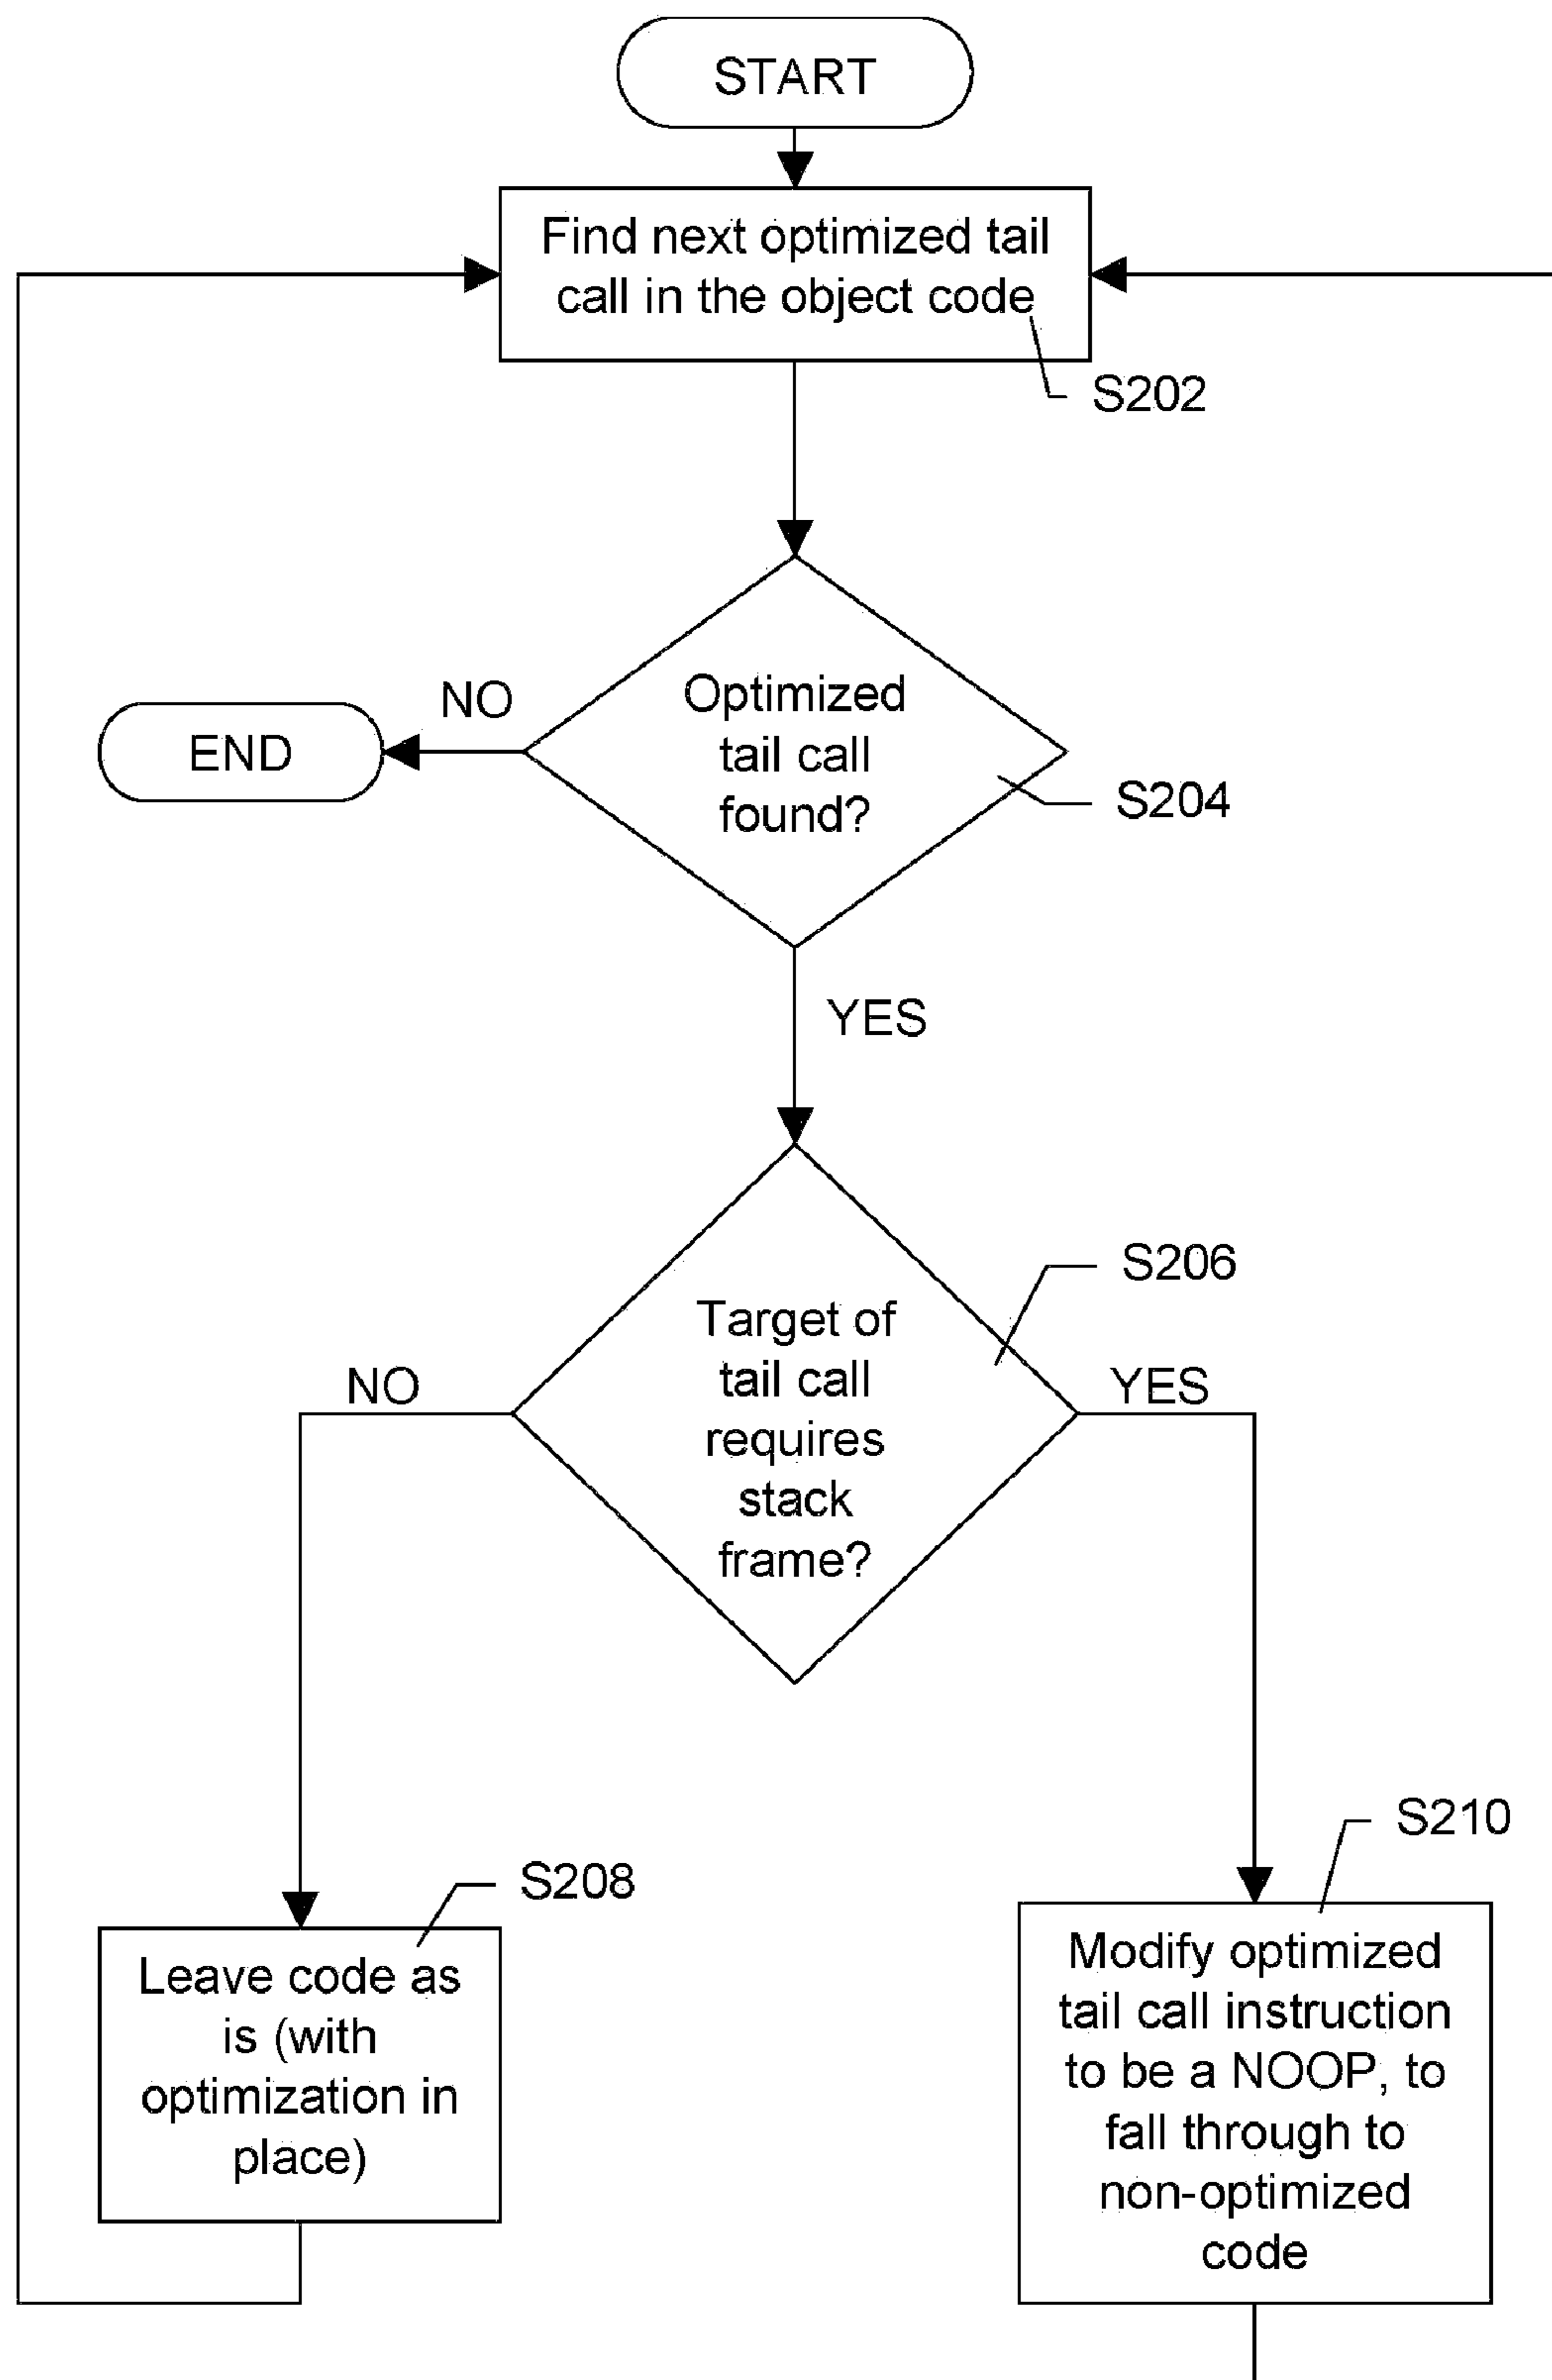 START
Find next optimized tail
call in the object code
S202
Optimized
tail call
found?
NO
END
S204
YES
Target of
tail call
requires
stack
frame?
S206
NO
YES
S208
Leave code as
is (with
optimization in
place)
S210
Modify optimized
tail call instruction
to be a NOOP, to
fall through to
non-optimized
code